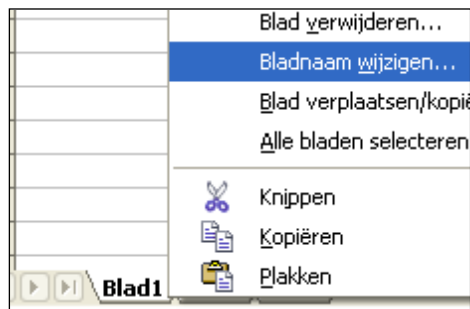 Blad verwijderen...
Bladnaam wijzigen...
Blad verplaatsen/kopië
Alle bladen selecteren
Knippen
Kopiëren
Plakken
Blad1